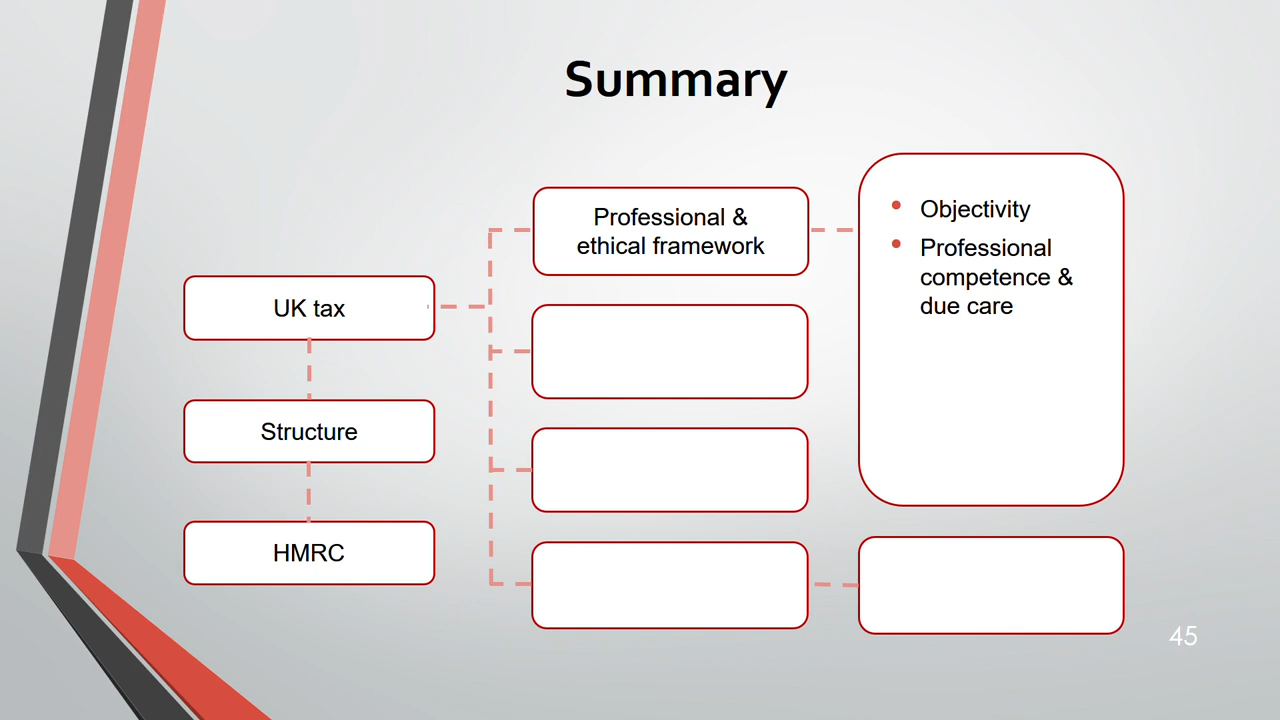 Summary
Professional &
ethical framework
• Objectivity
• Professional
competence &
due care
UK tax
Structure
HMRC
45